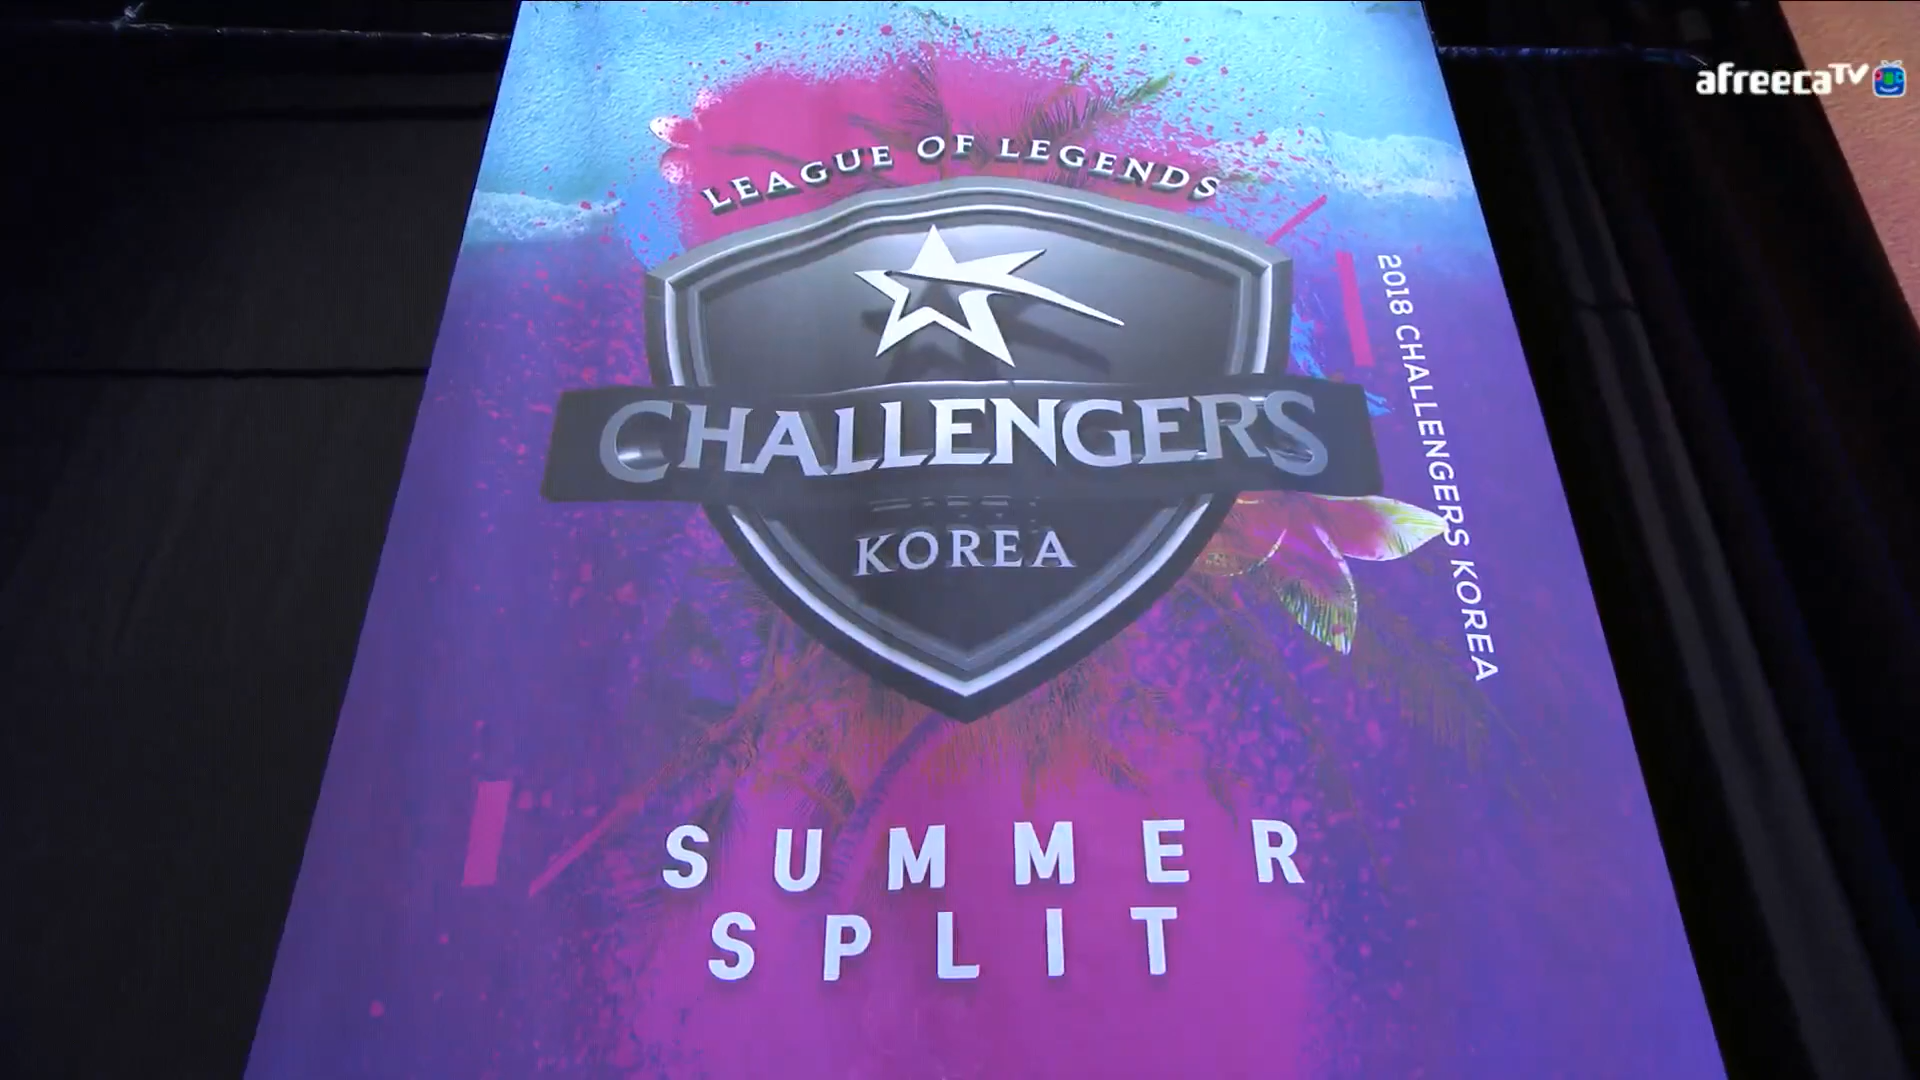 afreecaTV
LEAGUE OF LEGENDS
CHALLENGERS
KOREA
2018 CHALLENGERS KOREA
SUMMER
SPLIT